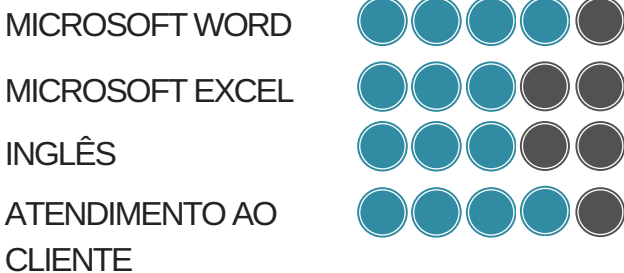 MICROSOFT WORD
MICROSOFT EXCEL
INGLÊS
ATENDIMENTO AO
CLIENTE